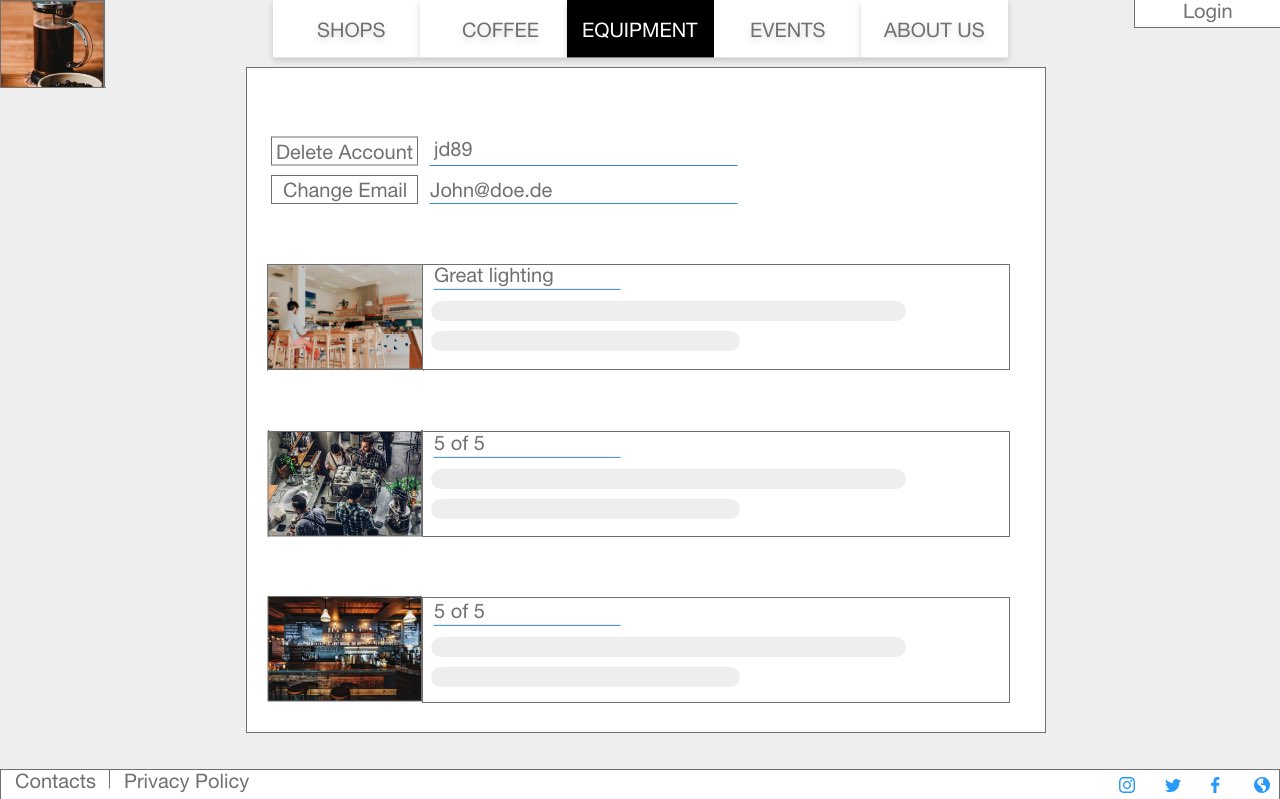 SHOPS
COFFEE
EQUIPMENT
EVENTS
ABOUT US
Login
Delete Account
jd89
Change Email
John@doe.de
Great lighting
5 of 5
5 of 5
Contacts
Privacy Policy